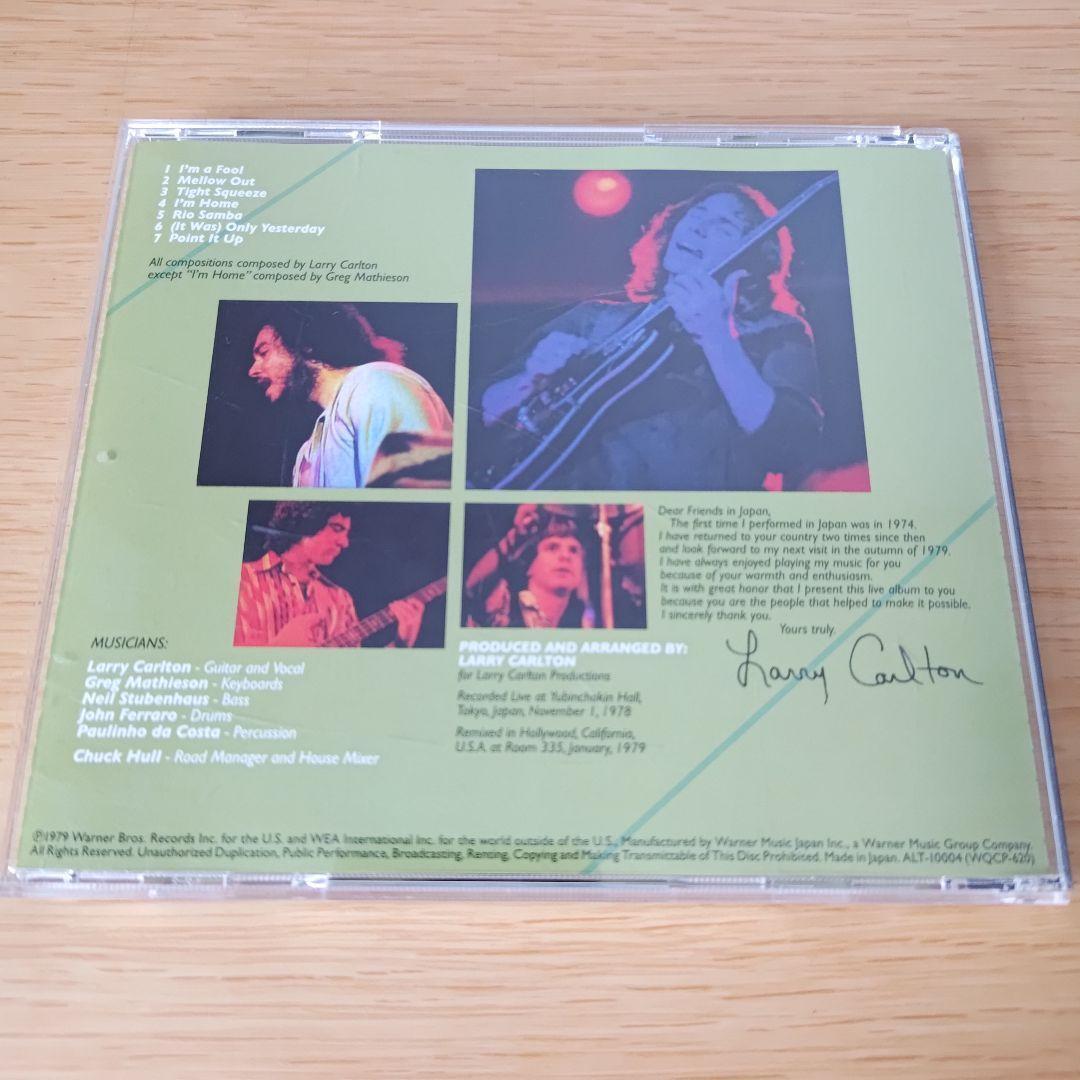 1 I'm a Fool
2 Mellow Out
3 Tight Squeeze
4 I'm Home
5 Rio Samba
6 (It Was) Only Yesterday
7 Point It Up
All compositions composed by Larry Carlton
except "I'm Home" composed by Greg Mathieson
Dear Friends in Japan,
The first time I performed in Japan was in 1974.
I have returned to your country two times since then
and look forward to my next visit in the autumn of 1979.
I have always enjoyed playing my music for you
because of your warmth and enthusiasm.
It is with great honor that I present this live album to you
because you are the people that helped to make it possible.
I sincerely thank you.
Yours truly,
Larry Carlton
MUSICIANS:
Larry Carlton - Guitar and Vocal
Greg Mathieson - Keyboards
Neil Stubenhaus - Bass
John Ferraro - Drums
Paulinho da Costa - Percussion
Chuck Hull - Road Manager and House Mixer
PRODUCED AND ARRANGED BY:
LARRY CARLTON
for Larry Carlton Productions
Recorded Live at Yubinchokin Hall,
Tokyo, Japan, November 1, 1978
Remixed in Hollywood, California,
U.S.A. at Room 335, January, 1979
Ⓟ1979 Warner Bros. Records Inc. for the U.S. and WEA International Inc. for the world outside of the U.S., Manufactured by Warner Music Japan Inc., a Warner Music Group Company.
All Rights Reserved. Unauthorized Duplication, Public Performance, Broadcasting, Renting, Copying and Making Transmittable of This Disc Prohibited. Made in Japan. ALT-10004 (WQCP-620)